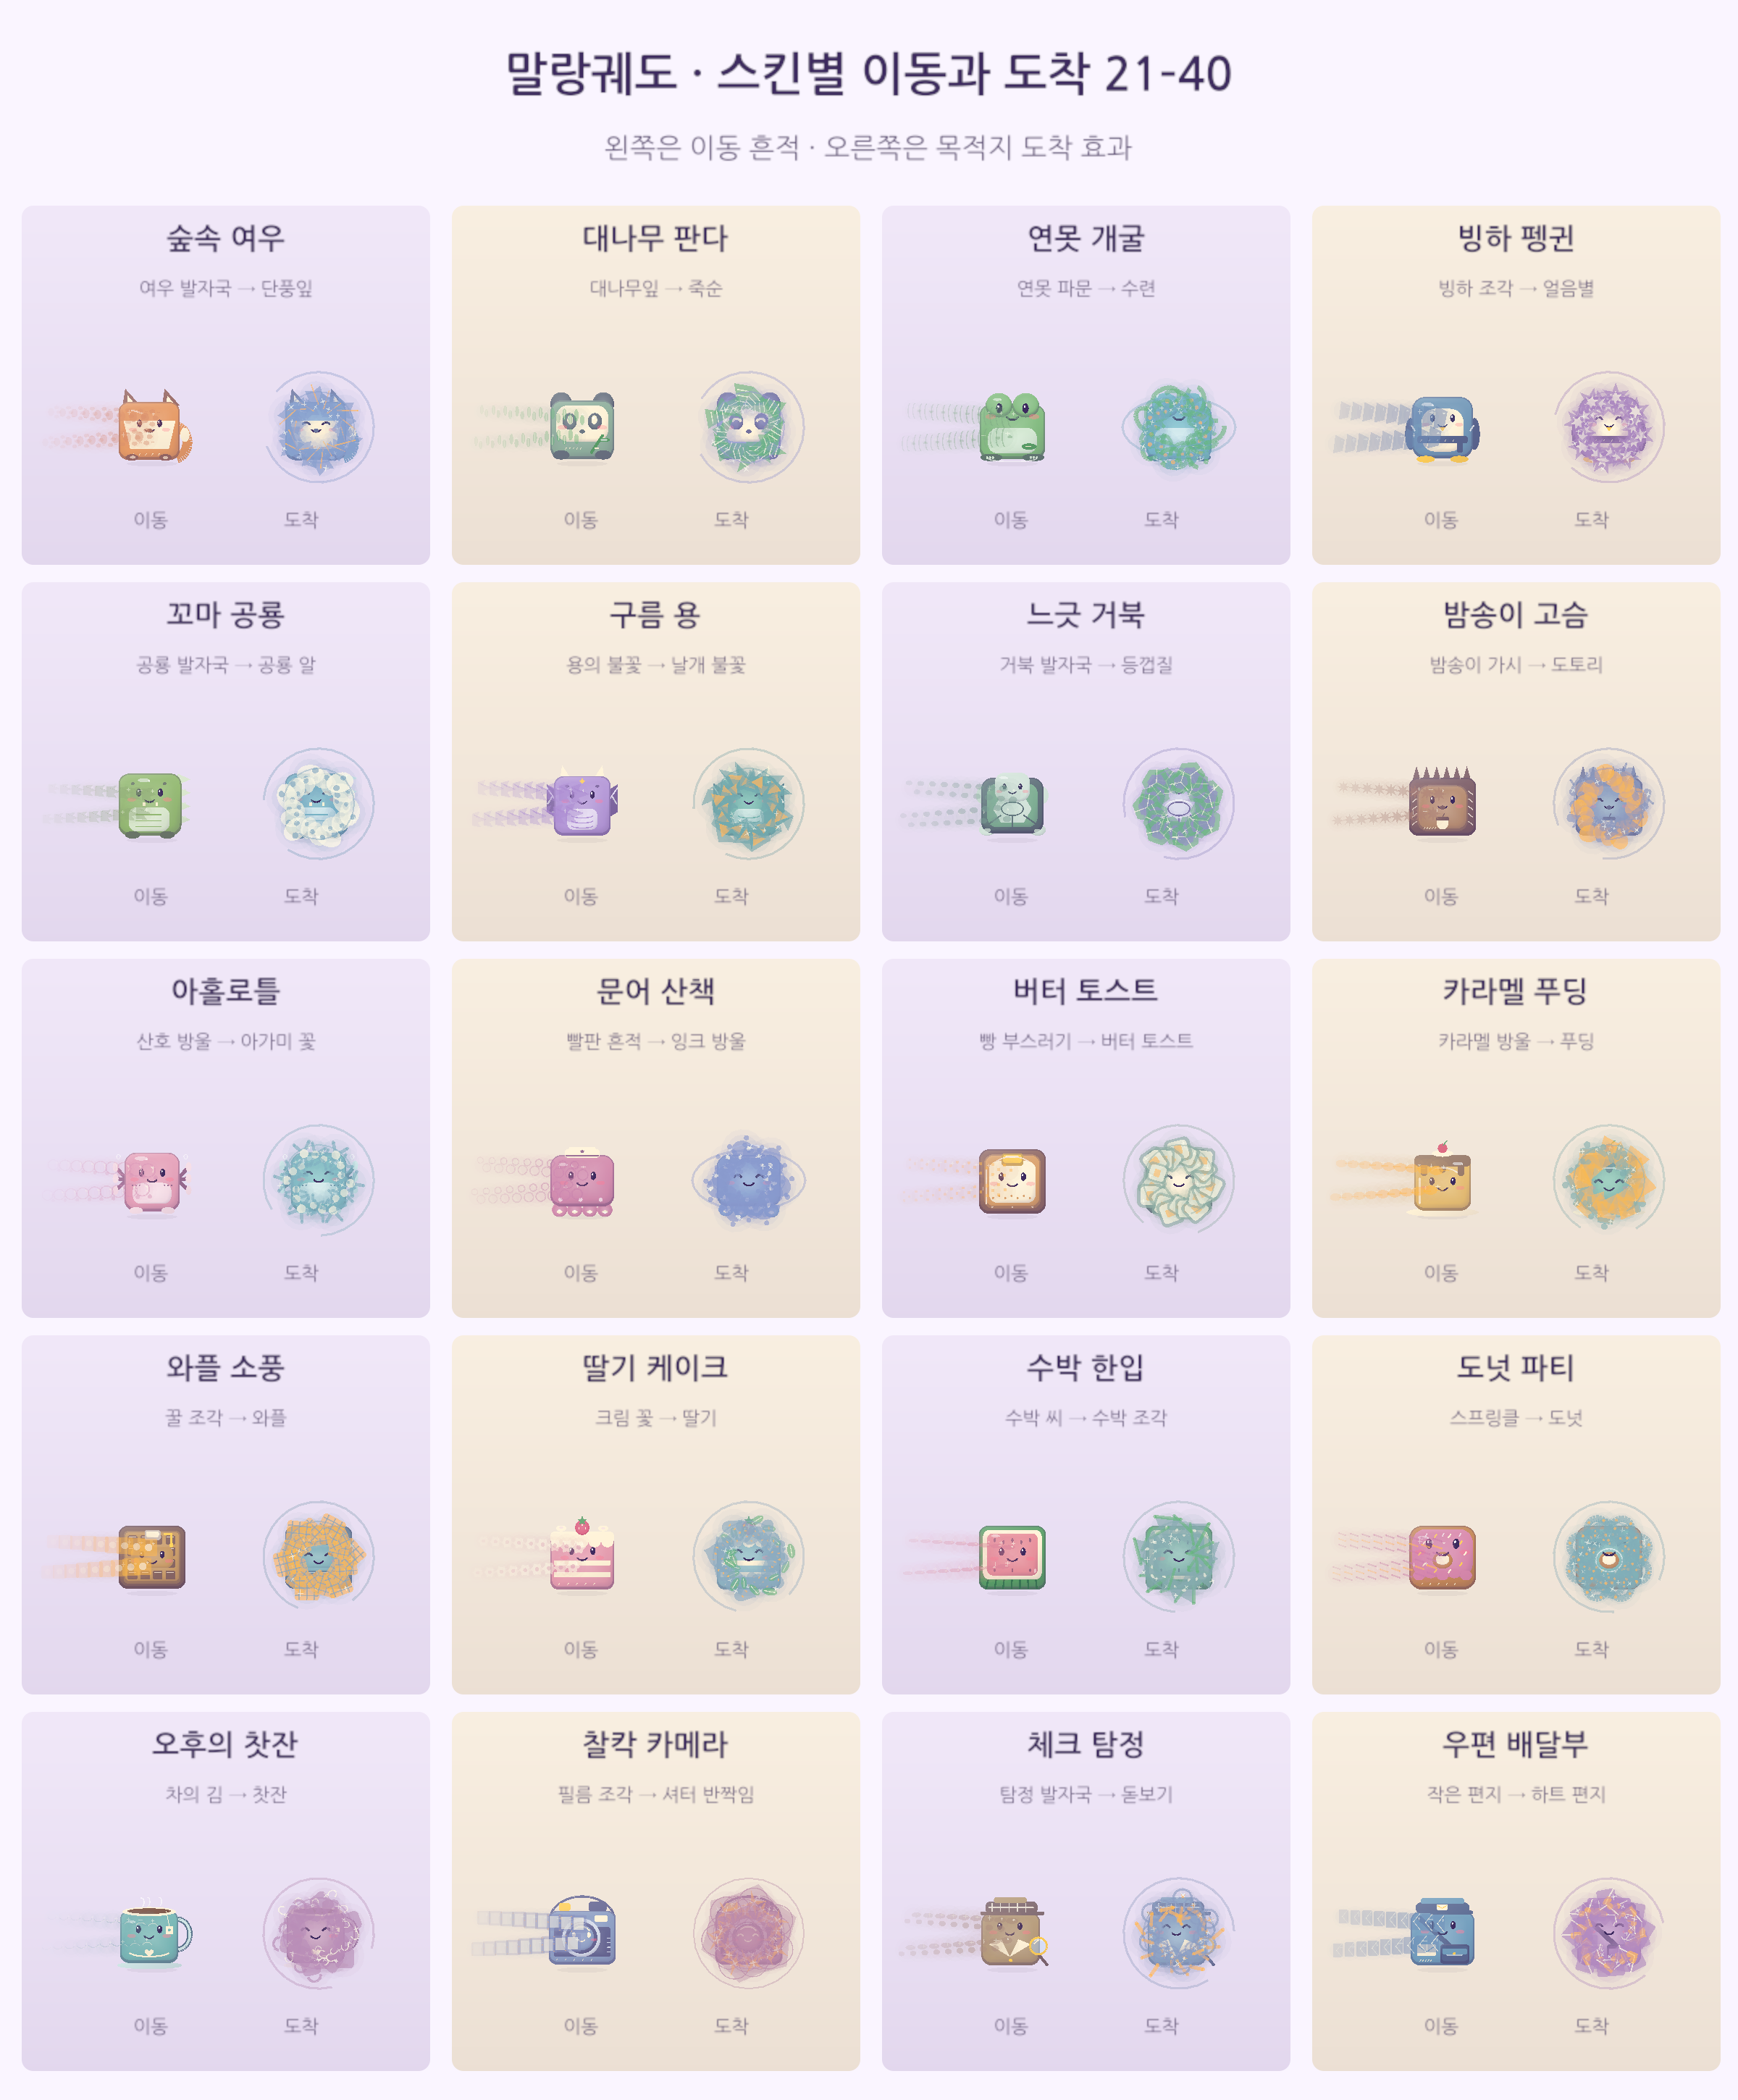 말랑궤도 · 스킨별 이동과 도착 21-40
왼쪽은 이동 흔적 · 오른쪽은 목적지 도착 효과
숲속 여우
여우 발자국 → 단풍잎
이동 도착
대나무 판다
대나무잎 → 죽순
이동 도착
연못 개굴
연못 파문 → 수련
이동 도착
빙하 펭귄
빙하 조각 → 얼음별
이동 도착
꼬마 공룡
공룡 발자국 → 공룡 알
이동 도착
구름 용
용의 불꽃 → 날개 불꽃
이동 도착
느긋 거북
거북 발자국 → 등껍질
이동 도착
밤송이 고슴
밤송이 가시 → 도토리
이동 도착
아홀로틀
산호 방울 → 아가미 꽃
이동 도착
문어 산책
빨판 흔적 → 잉크 방울
이동 도착
버터 토스트
빵 부스러기 → 버터 토스트
이동 도착
카라멜 푸딩
카라멜 방울 → 푸딩
이동 도착
와플 소풍
꿀 조각 → 와플
이동 도착
딸기 케이크
크림 꽃 → 딸기
이동 도착
수박 한입
수박 씨 → 수박 조각
이동 도착
도넛 파티
스프링클 → 도넛
이동 도착
오후의 찻잔
차의 김 → 찻잔
이동 도착
찰칵 카메라
필름 조각 → 셔터 반짝임
이동 도착
체크 탐정
탐정 발자국 → 돋보기
이동 도착
우편 배달부
작은 편지 → 하트 편지
이동 도착